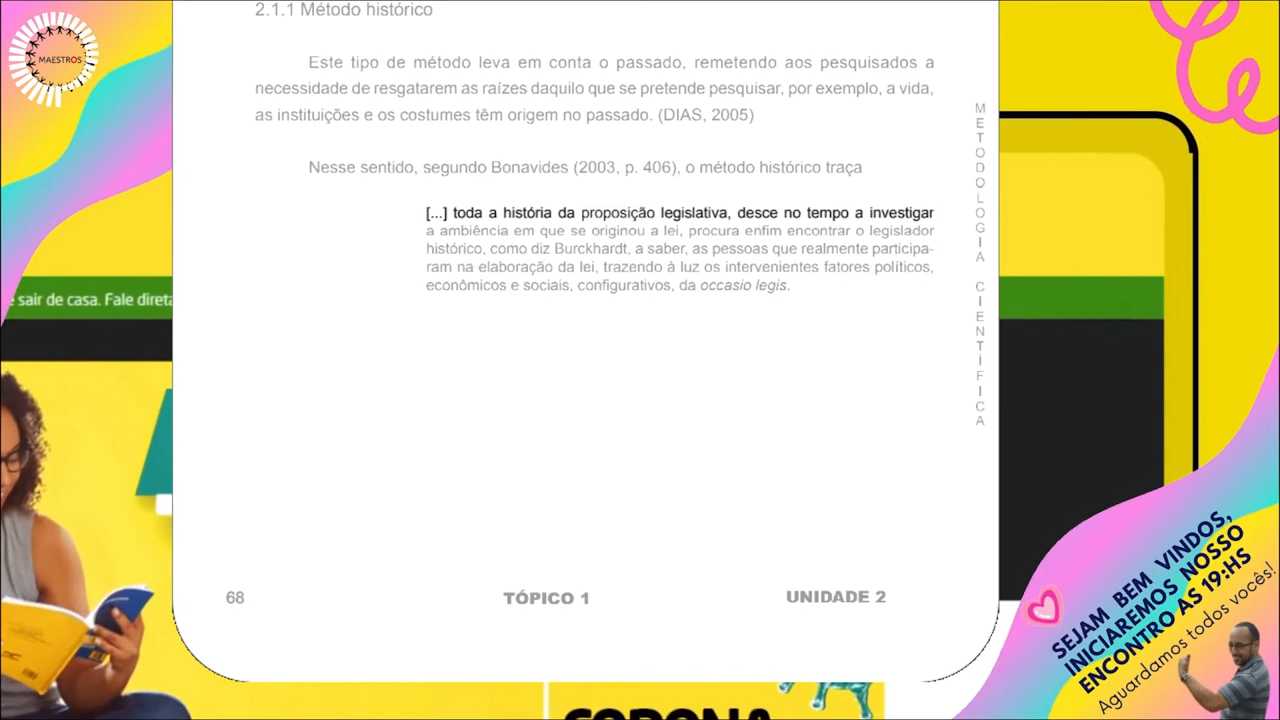 MAESTROS
2.1.1 Método histórico
Este tipo de método leva em conta o passado, remetendo aos pesquisados a
necessidade de resgatarem as raízes daquilo que se pretende pesquisar, por exemplo, a vida,
as instituições e os costumes têm origem no passado. (DIAS, 2005)
Nesse sentido, segundo Bonavides (2003, p. 406), o método histórico traça
[...] toda a história da proposição legislativa, desce no tempo a investigar
a ambiência em que se originou a lei, procura enfim encontrar o legislador
histórico, como diz Burckhardt, a saber, as pessoas que realmente participa-
ram na elaboração da lei, trazendo à luz os intervenientes fatores políticos,
econômicos e sociais, configurativos, da occasio legis.
METODOLOGIA CIENTÍFICA
sair de casa. Fale direta
68
TÓPICO 1
UNIDADE 2
SEJAM BEM VINDOS,
INICIAREMOS NOSSO
ENCONTRO AS 19:HS
Aguardamos todos vocês!
CORONA